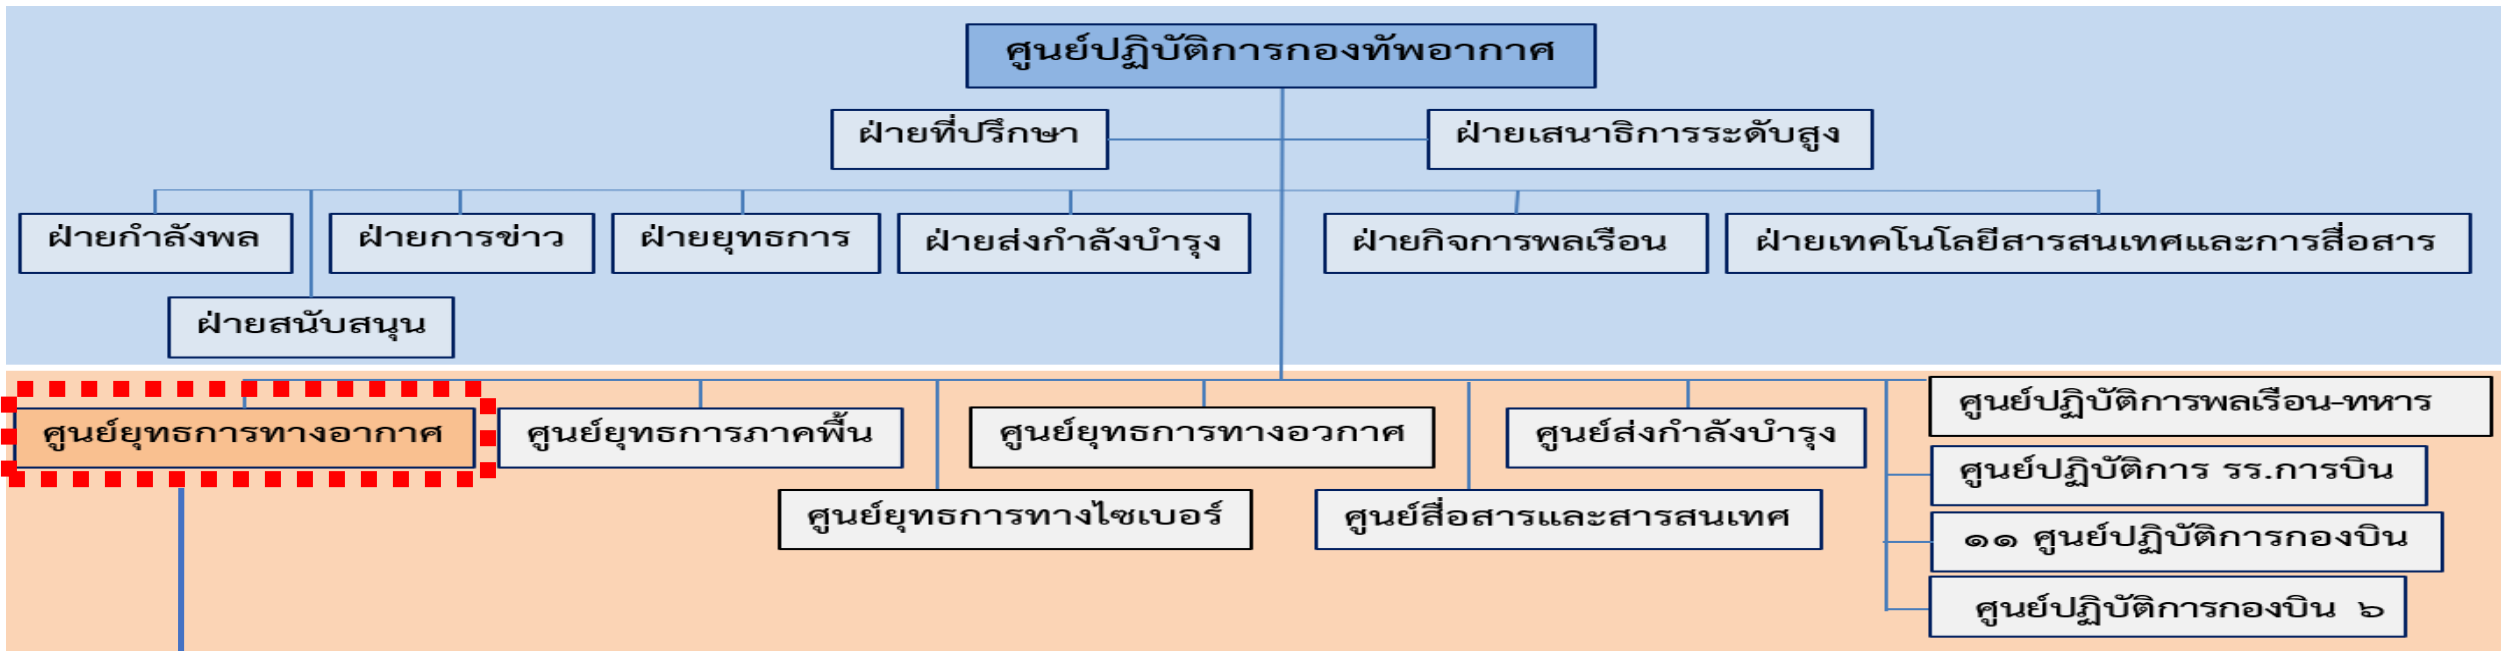 ศูนย์ปฏิบัติการกองทัพอากาศ
ฝ่ายที่ปรึกษา
ฝ่ายเสนาธิการระดับสูง
ฝ่ายกำลังพล
ฝ่ายการข่าว
ฝ่ายยุทธการ
ฝ่ายส่งกำลังบำรุง
ฝ่ายกิจการพลเรือน
ฝ่ายเทคโนโลยีสารสนเทศและการสื่อสาร
ฝ่ายสนับสนุน
ศูนย์ยุทธการทางอากาศ
ศูนย์ยุทธการภาคพื้น
ศูนย์ยุทธการทางอวกาศ
ศูนย์ส่งกำลังบำรุง
ศูนย์ปฏิบัติการพลเรือน-ทหาร
ศูนย์ปฏิบัติการ รร.การบิน
ศูนย์ยุทธการทางไซเบอร์
ศูนย์สื่อสารและสารสนเทศ
๑๑ ศูนย์ปฏิบัติการกองบิน
ศูนย์ปฏิบัติการกองบิน ๖